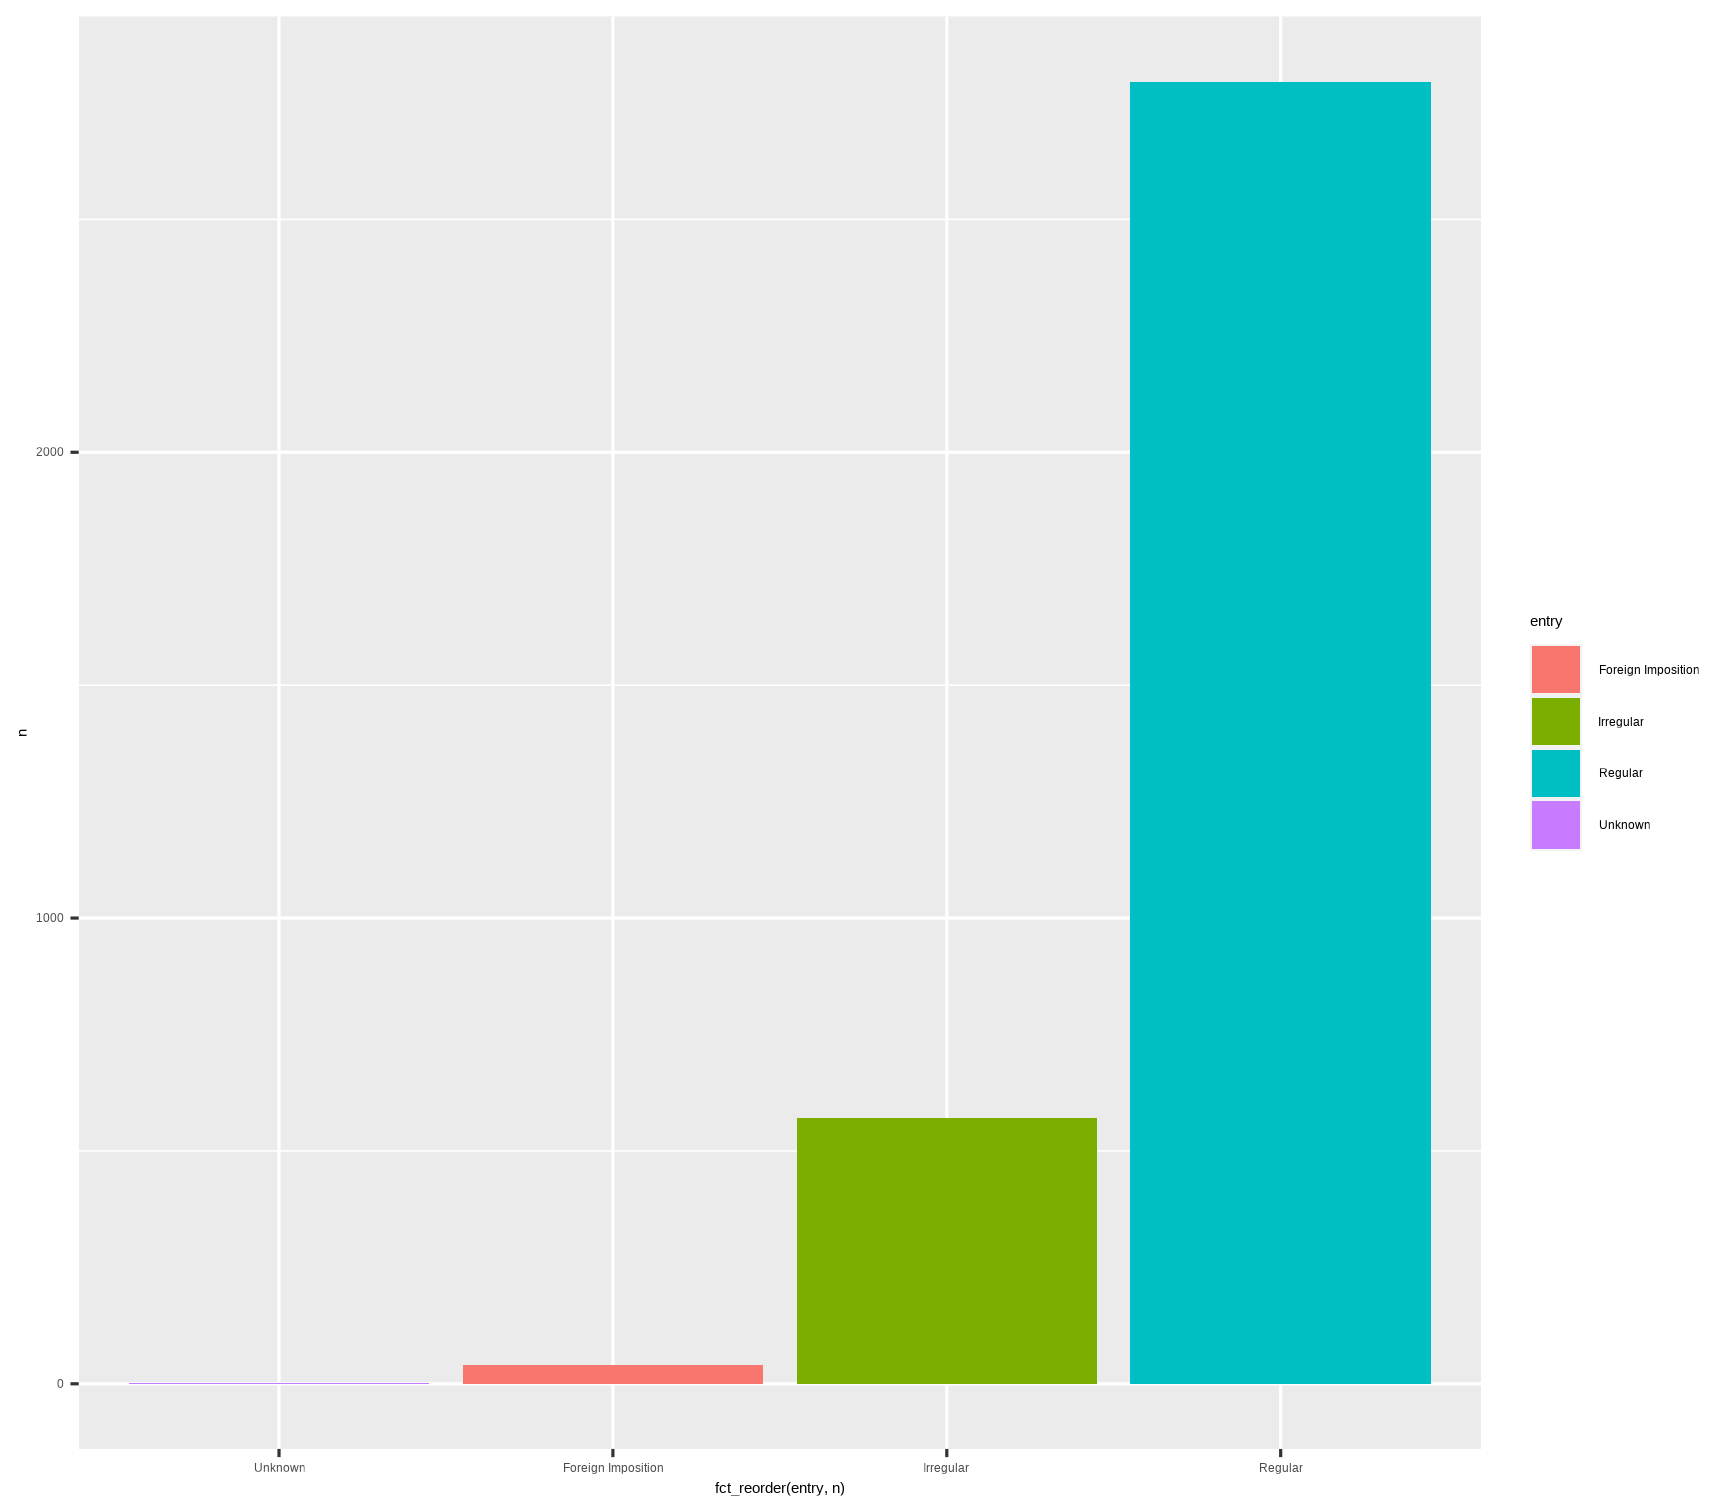 2000
1000
0
n
Unknown
Foreign Imposition
Irregular
Regular
fct_reorder(entry, n)
entry
Foreign Imposition
Irregular
Regular
Unknown